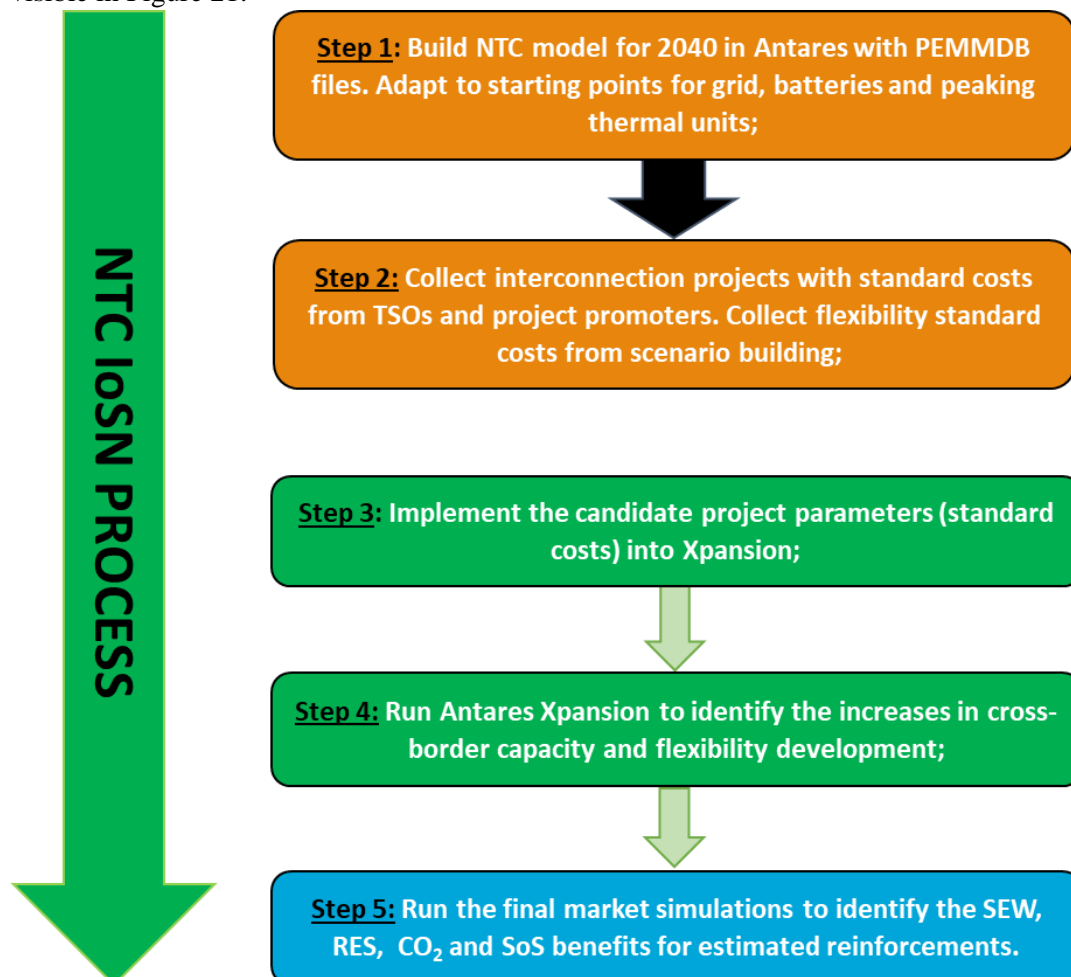 visible in Figure 21.
Step 1: Build NTC model for 2040 in Antares with PEMMDB
files. Adapt to starting points for grid, batteries and peaking
thermal units;
Step 2: Collect interconnection projects with standard costs
from TSOs and project promoters. Collect flexibility standard
costs from scenario building;
NTC IoSN PROCESS
Step 3: Implement the candidate project parameters (standard
costs) into Xpansion;
Step 4: Run Antares Xpansion to identify the increases in cross-
border capacity and flexibility development;
Step 5: Run the final market simulations to identify the SEW,
RES, CO₂ and SoS benefits for estimated reinforcements.